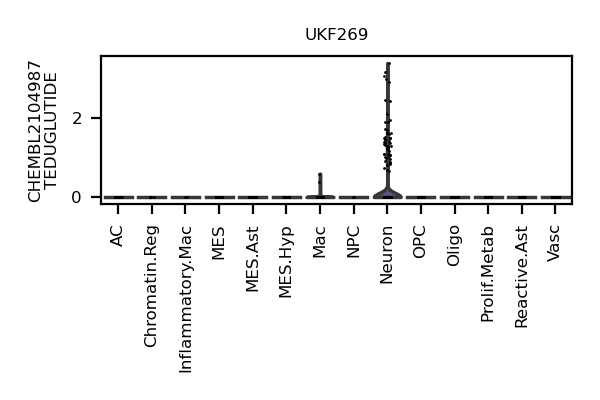 UKF269
CHEMBL2104987
TEDUGLUTIDE
2
0
AC
Chromatin.Reg
Inflammatory.Mac
MES
MES.Ast
MES.Hyp
Mac
NPC
Neuron
OPC
Oligo
Prolif.Metab
Reactive.Ast
Vasc